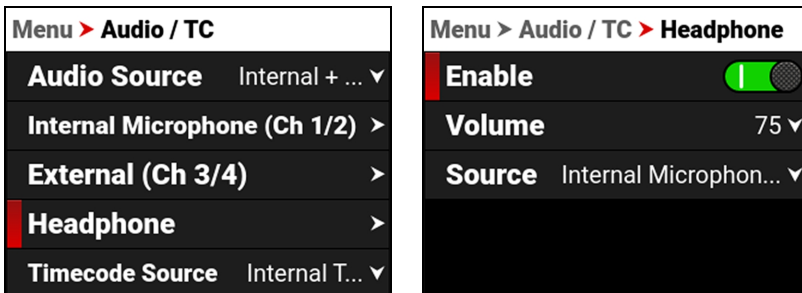 Menu > Audio / TC
Audio Source Internal + ...
Internal Microphone (Ch 1/2) >
External (Ch 3/4) >
Headphone >
Timecode Source Internal T...
Menu > Audio / TC > Headphone
Enable
Volume 75
Source Internal Microphon...